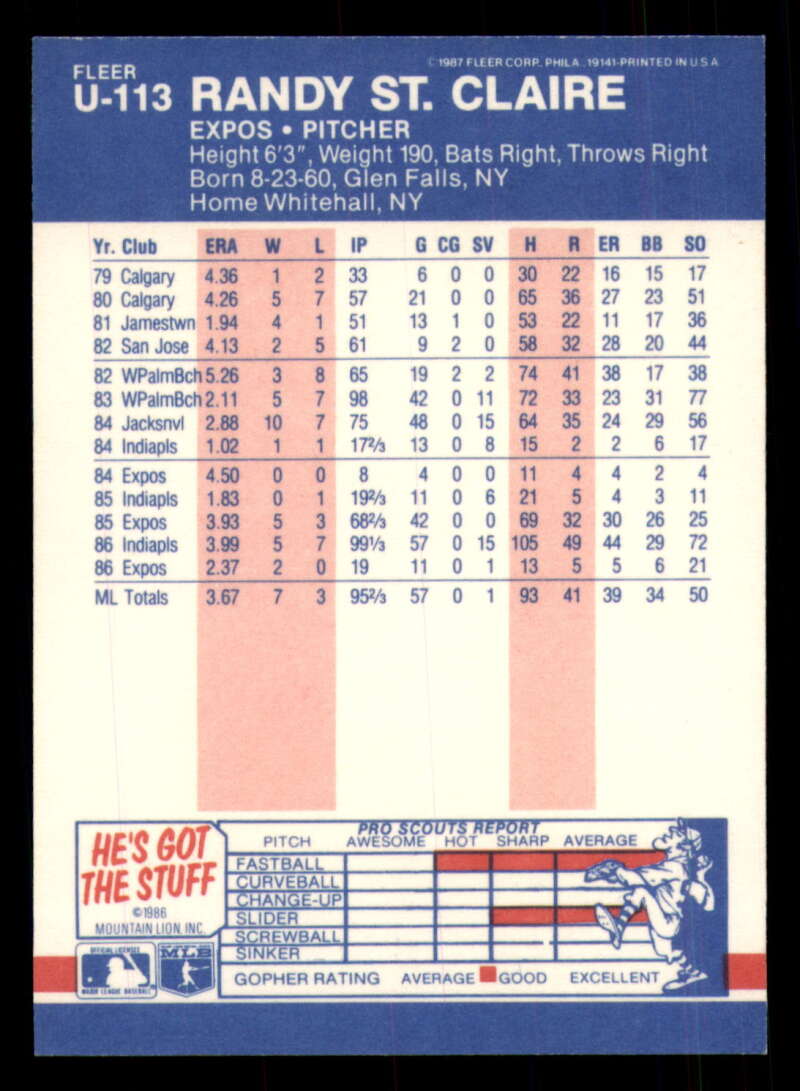 FLEER
© 1987 FLEER CORP., PHILA., 19141-PRINTED IN U S A
U-113 RANDY ST. CLAIRE
EXPOS • PITCHER
Height 6'3", Weight 190, Bats Right, Throws Right
Born 8-23-60, Glen Falls, NY
Home Whitehall, NY
Yr. Club ERA W L IP G CG SV H R ER BB SO
79 Calgary 4.36 1 2 33 6 0 0 30 22 16 15 17
80 Calgary 4.26 5 7 57 21 0 0 65 36 27 23 51
81 Jamestwn 1.94 4 1 51 13 1 0 53 22 11 17 36
82 San Jose 4.13 2 5 61 9 2 0 58 32 28 20 44
82 WPalmBch 5.26 3 8 65 19 2 2 74 41 38 17 38
83 WPalmBch 2.11 5 7 98 42 0 11 72 33 23 31 77
84 Jacksnvl 2.88 10 7 75 48 0 15 64 35 24 29 56
84 Indiapls 1.02 1 1 17⅔ 13 0 8 15 2 2 6 17
84 Expos 4.50 0 0 8 4 0 0 11 4 4 2 4
85 Indiapls 1.83 0 1 19⅔ 11 0 6 21 5 4 3 11
85 Expos 3.93 5 3 68⅔ 42 0 0 69 32 30 26 25
86 Indiapls 3.99 5 7 99⅓ 57 0 15 105 49 44 29 72
86 Expos 2.37 2 0 19 11 0 1 13 5 5 6 21
ML Totals 3.67 7 3 95⅔ 57 0 1 93 41 39 34 50
HE'S GOT
THE STUFF
©1986
MOUNTAIN LION, INC.
OFFICIAL LICENSEE
MAJOR LEAGUE BASEBALL
MLB
PRO SCOUTS REPORT
PITCH AWESOME HOT SHARP AVERAGE
FASTBALL
CURVEBALL
CHANGE-UP
SLIDER
SCREWBALL
SINKER
GOPHER RATING AVERAGE GOOD EXCELLENT